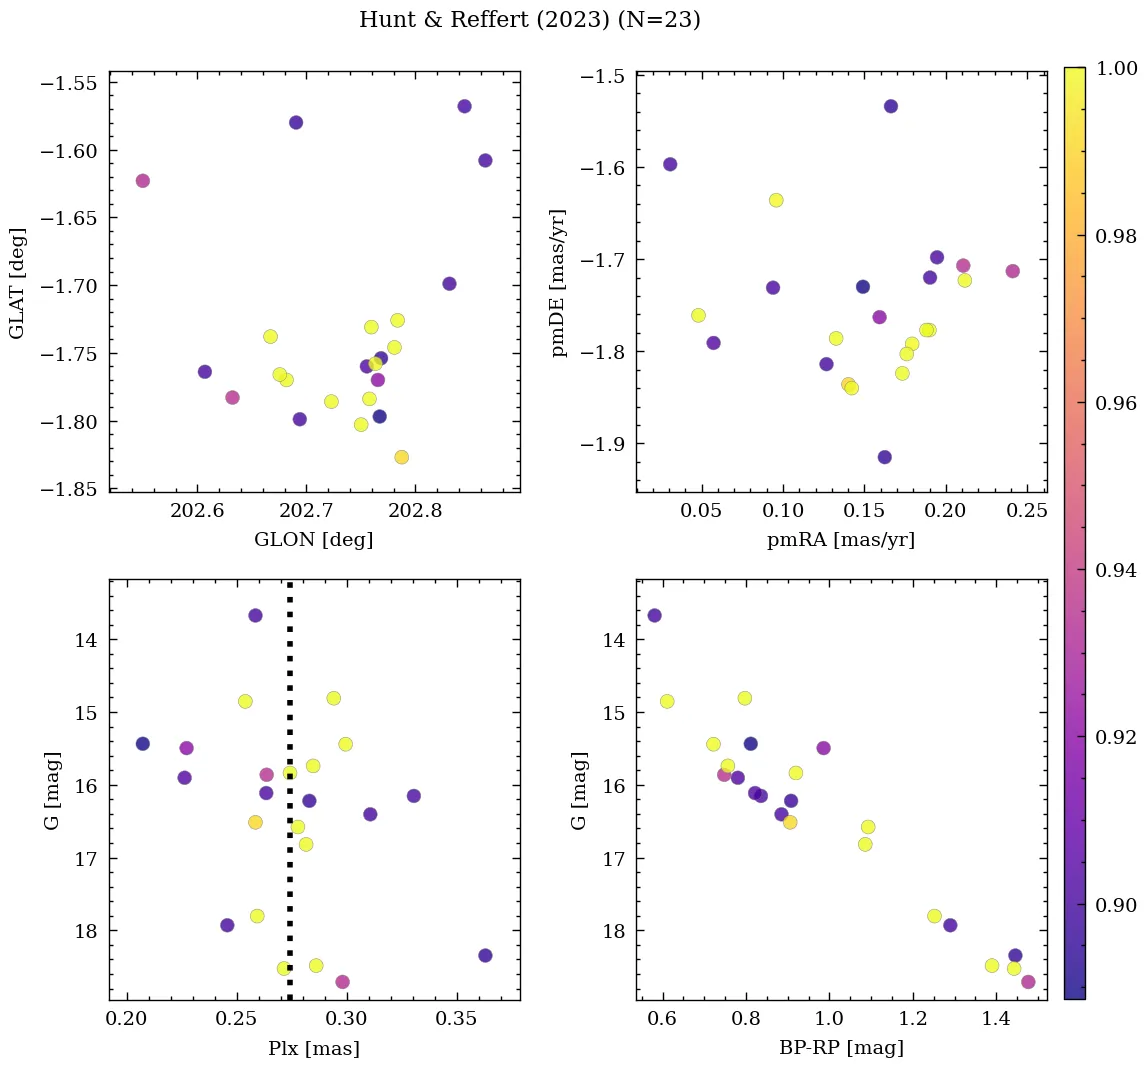 Hunt & Reffert (2023) (N=23)
−1.55
−1.60
−1.65
−1.70
−1.75
−1.80
−1.85
GLAT [deg]
202.6 202.7 202.8
GLON [deg]
−1.5
−1.6
−1.7
−1.8
−1.9
pmDE [mas/yr]
0.05 0.10 0.15 0.20 0.25
pmRA [mas/yr]
14
15
16
17
18
G [mag]
0.20 0.25 0.30 0.35
Plx [mas]
14
15
16
17
18
G [mag]
0.6 0.8 1.0 1.2 1.4
BP-RP [mag]
1.00
0.98
0.96
0.94
0.92
0.90